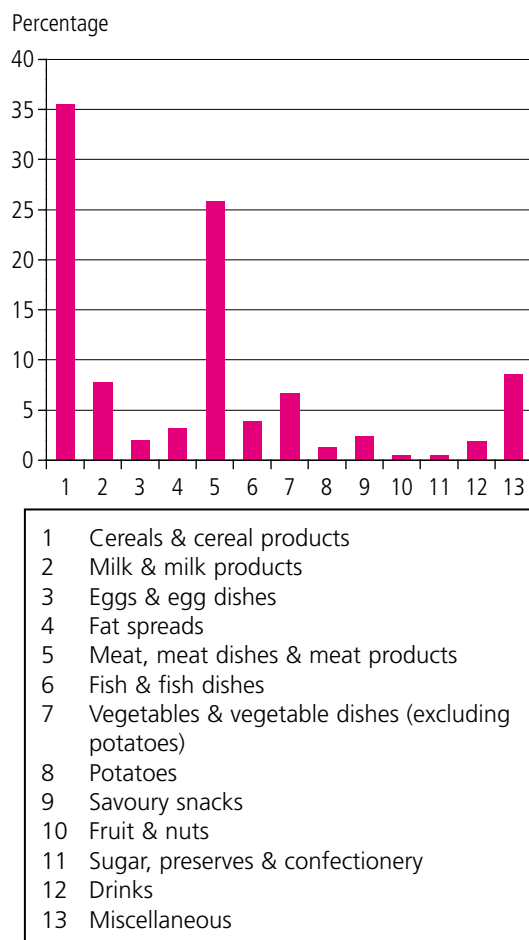 Percentage
40
35
30
25
20
15
10
5
0
1 2 3 4 5 6 7 8 9 10 11 12 13
1 Cereals & cereal products
2 Milk & milk products
3 Eggs & egg dishes
4 Fat spreads
5 Meat, meat dishes & meat products
6 Fish & fish dishes
7 Vegetables & vegetable dishes (excluding
potatoes)
8 Potatoes
9 Savoury snacks
10 Fruit & nuts
11 Sugar, preserves & confectionery
12 Drinks
13 Miscellaneous